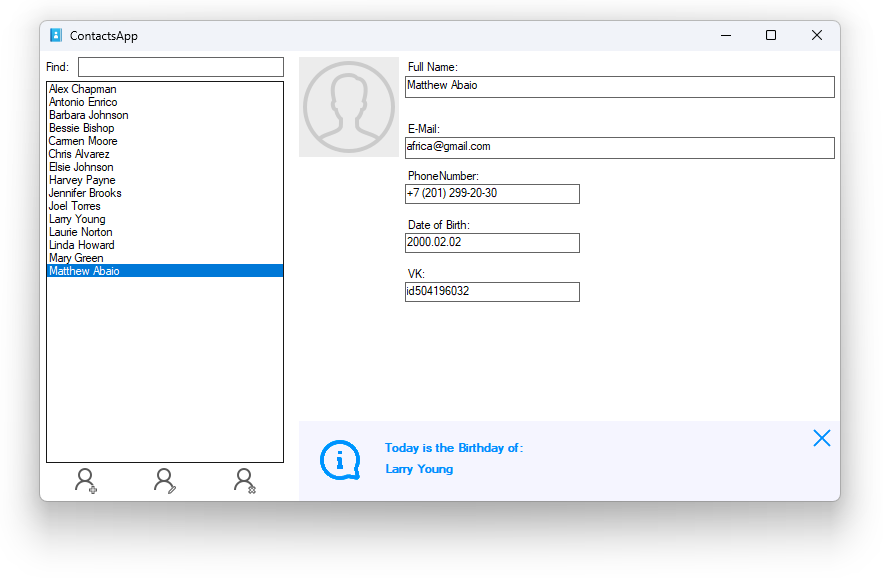 ContactsApp
Find:
Alex Chapman
Antonio Enrico
Barbara Johnson
Bessie Bishop
Carmen Moore
Chris Alvarez
Elsie Johnson
Harvey Payne
Jennifer Brooks
Joel Torres
Larry Young
Laurie Norton
Linda Howard
Mary Green
Matthew Abaio
Full Name:
Matthew Abaio
E-Mail:
africa@gmail.com
PhoneNumber:
+7 (201) 299-20-30
Date of Birth:
2000.02.02
VK:
id504196032
Today is the Birthday of:
Larry Young